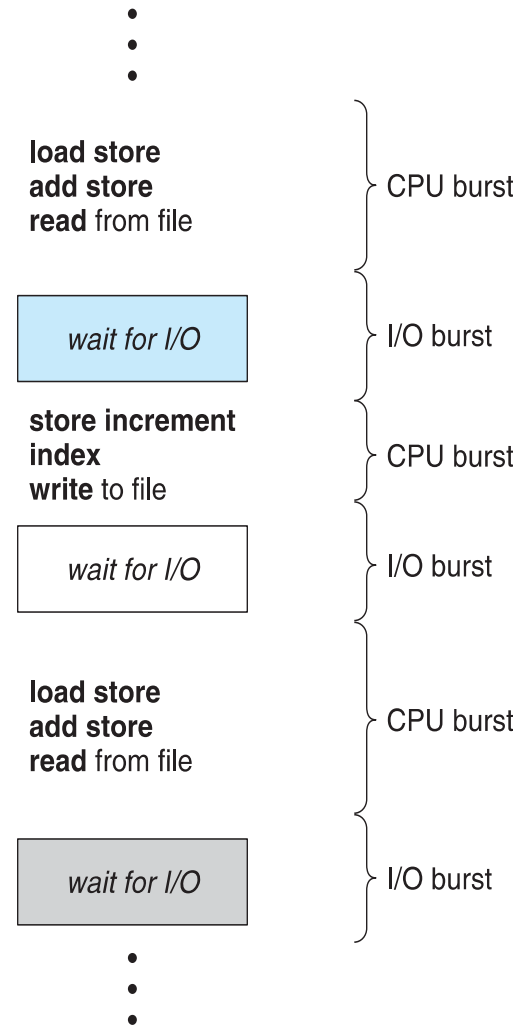 load store
add store
read from file
CPU burst
wait for I/O
I/O burst
store increment
index
write to file
CPU burst
wait for I/O
I/O burst
load store
add store
read from file
CPU burst
wait for I/O
I/O burst